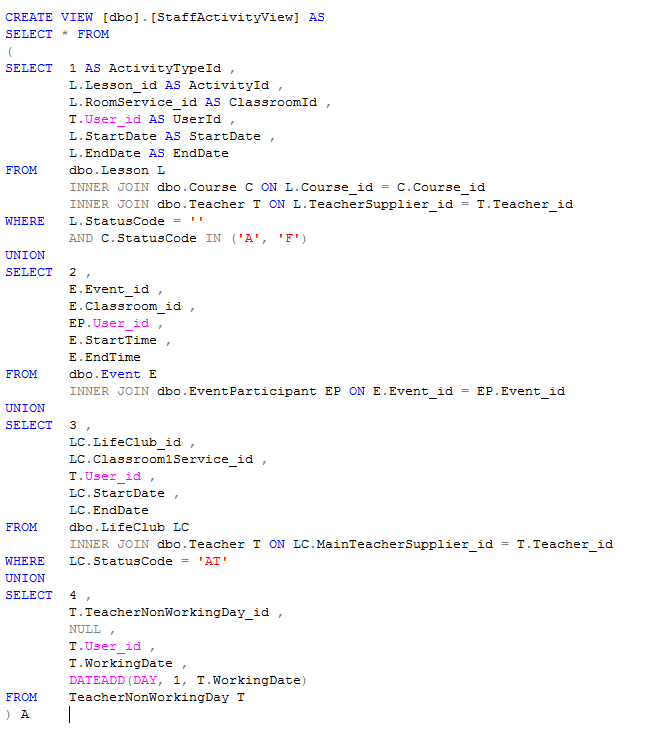 CREATE VIEW [dbo].[StaffActivityView] AS
SELECT * FROM
(
SELECT  1 AS ActivityTypeId ,
        L.Lesson_id AS ActivityId ,
        L.RoomService_id AS ClassroomId ,
        T.User_id AS UserId ,
        L.StartDate AS StartDate ,
        L.EndDate AS EndDate
FROM    dbo.Lesson L
        INNER JOIN dbo.Course C ON L.Course_id = C.Course_id
        INNER JOIN dbo.Teacher T ON L.TeacherSupplier_id = T.Teacher_id
WHERE   L.StatusCode = ''
        AND C.StatusCode IN ('A', 'F')
UNION
SELECT  2 ,
        E.Event_id ,
        E.Classroom_id ,
        EP.User_id ,
        E.StartTime ,
        E.EndTime
FROM    dbo.Event E
        INNER JOIN dbo.EventParticipant EP ON E.Event_id = EP.Event_id
UNION
SELECT  3 ,
        LC.LifeClub_id ,
        LC.Classroom1Service_id ,
        T.User_id ,
        LC.StartDate ,
        LC.EndDate
FROM    dbo.LifeClub LC
        INNER JOIN dbo.Teacher T ON LC.MainTeacherSupplier_id = T.Teacher_id
WHERE   LC.StatusCode = 'AT'
UNION
SELECT  4 ,
        T.TeacherNonWorkingDay_id ,
        NULL ,
        T.User_id ,
        T.WorkingDate ,
        DATEADD(DAY, 1, T.WorkingDate)
FROM    TeacherNonWorkingDay T
) A